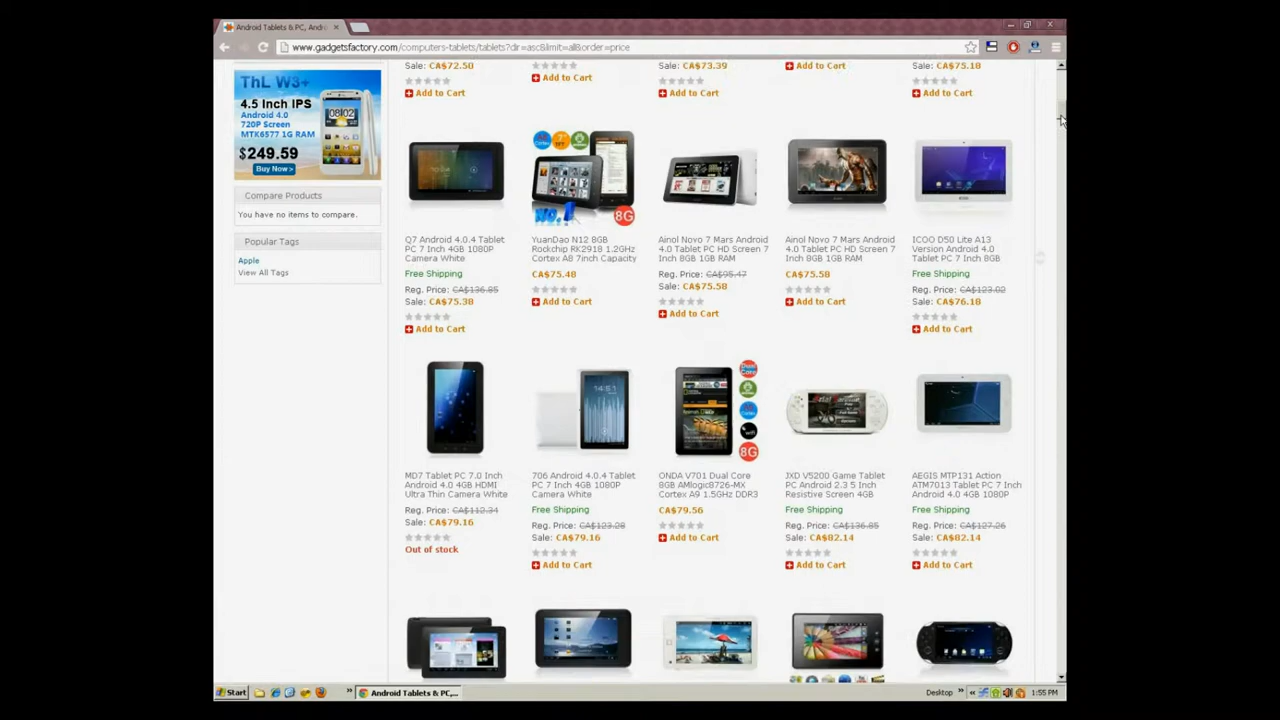 Android Tablets & PC, Andr
www.gadgetsfactory.com/computers-tablets/tablets?dir=asc&limit=all&order=price
ThL W3+
4.5 Inch IPS
Android 4.0
720P Screen
MTK6577 1G RAM
$249.59
Buy Now >
08:02
Compare Products
You have no items to compare.
Popular Tags
Apple
View All Tags
Sale: CA$72.50
Add to Cart
Add to Cart
Sale: CA$73.39
Add to Cart
Add to Cart
Sale: CA$75.18
Add to Cart
Q7 Android 4.0.4 Tablet
PC 7 Inch 4GB 1080P
Camera White
Free Shipping
Reg. Price: CA$136.85
Sale: CA$75.38
Add to Cart
Cortex
7"
NO.1
8G
YuanDao N12 8GB
Rockchip RK2918 1.2GHz
Cortex A8 7inch Capacity
CA$75.48
Add to Cart
Ainol Novo 7 Mars Android
4.0 Tablet PC HD Screen 7
Inch 8GB 1GB RAM
Reg. Price: CA$95.47
Sale: CA$75.58
Add to Cart
Ainol Novo 7 Mars Android
4.0 Tablet PC HD Screen 7
Inch 8GB 1GB RAM
CA$75.58
Add to Cart
ICOO D50 Lite A13
Version Android 4.0
Tablet PC 7 Inch 8GB
Free Shipping
Reg. Price: CA$123.02
Sale: CA$76.18
Add to Cart
MD7 Tablet PC 7.0 Inch
Android 4.0 4GB HDMI
Ultra Thin Camera White
Reg. Price: CA$112.34
Sale: CA$79.16
Out of stock
14:51
706 Android 4.0.4 Tablet
PC 7 Inch 4GB 1080P
Camera White
Free Shipping
Reg. Price: CA$123.28
Sale: CA$79.16
Add to Cart
Dual Core
wifi
8G
ONDA V701 Dual Core
8GB AMlogic8726-MX
Cortex A9 1.5GHz DDR3
CA$79.56
Add to Cart
JXD V5200 Game Tablet
PC Android 2.3 5 Inch
Resistive Screen 4GB
Free Shipping
Reg. Price: CA$136.85
Sale: CA$82.14
Add to Cart
AEGIS MTP131 Action
ATM7013 Tablet PC 7 Inch
Android 4.0 4GB 1080P
Free Shipping
Reg. Price: CA$127.26
Sale: CA$82.14
Add to Cart
Start
Android Tablets & PC,...
Desktop
1:55 PM